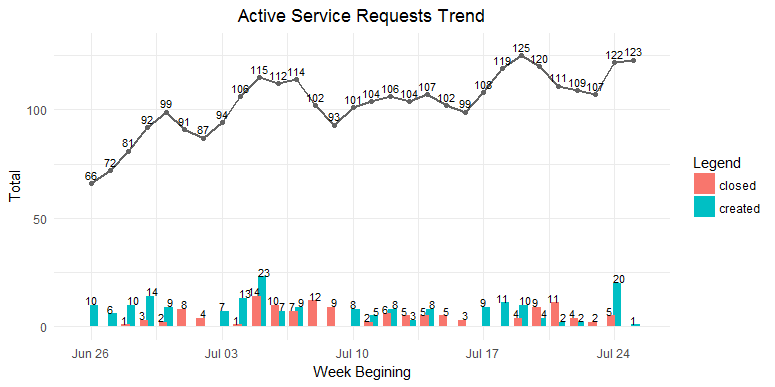 Active Service Requests Trend
125
122 123
119 120
115 112 114
111 109 107
108
106 107
106 104
104
102 101 102
99 99
94 93
92 91
87
81
72
66
100
50
0
Total
23
20
14 13 14
12
10 10 10 11 10 11
9 9 9 8 9 9
8 7 7 7 8 8
6 6 5 5 5 5
4 4 4 4
3 3 3
2 2 2 2 2
1 1 1
Jun 26 Jul 03 Jul 10 Jul 17 Jul 24
Week Begining
Legend
closed
created